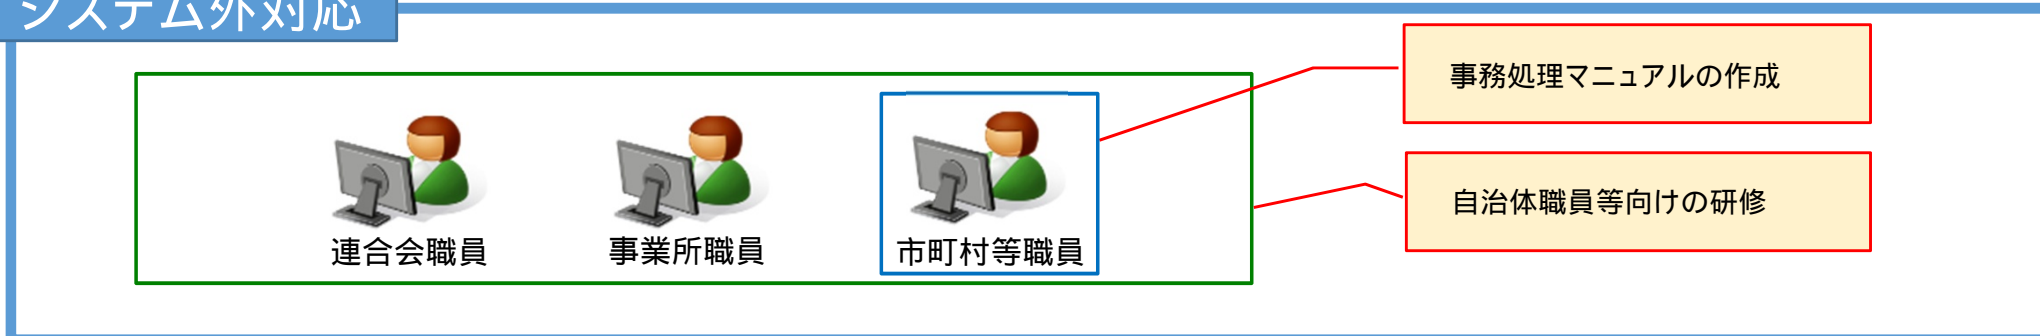 システム外対応
事務処理マニュアルの作成
自治体職員等向けの研修
連合会職員
事業所職員
市町村等職員